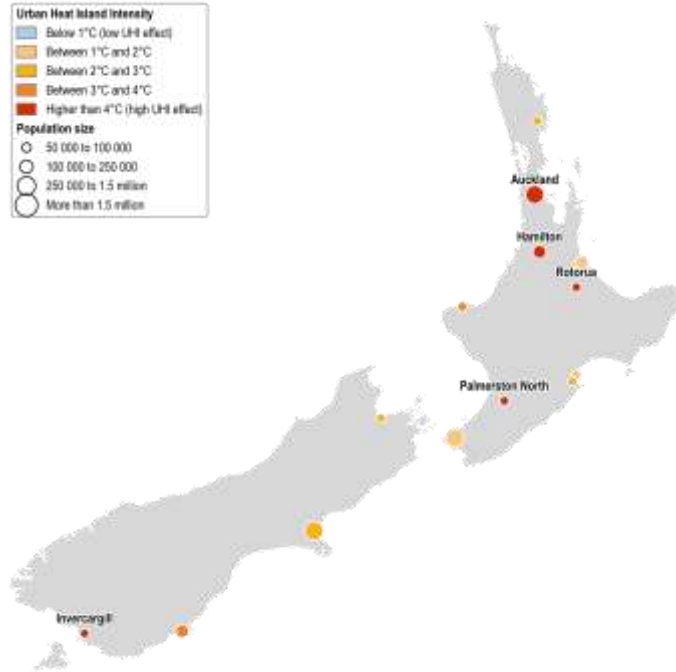 Urban Heat Island Intensity
Below 1°C (low UHI effect)
Between 1°C and 2°C
Between 2°C and 3°C
Between 3°C and 4°C
Higher than 4°C (high UHI effect)
Population size
50 000 to 100 000
100 000 to 250 000
250 000 to 1.5 million
More than 1.5 million
Auckland
Hamilton
Rotorua
Palmerston North
Invercargill